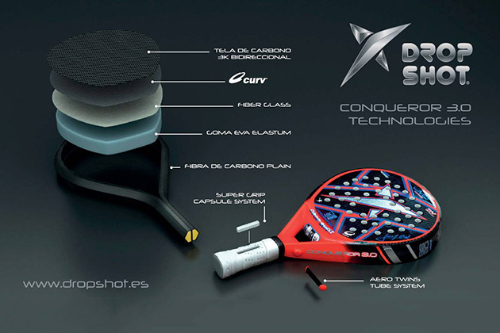 TELA DE CARBONO
3K BIDIRECCIONAL
curv
FIBER GLASS
GOMA EVA ELASTUM
FIBRA DE CARBONO PLAIN
SUPER GRIP
CAPSULE SYSTEM
DROP
SHOT
CONQUEROR 3.0
TECHNOLOGIES
CONQUEROR 3.0
AERO TWINS
TUBE SYSTEM
www.dropshot.es